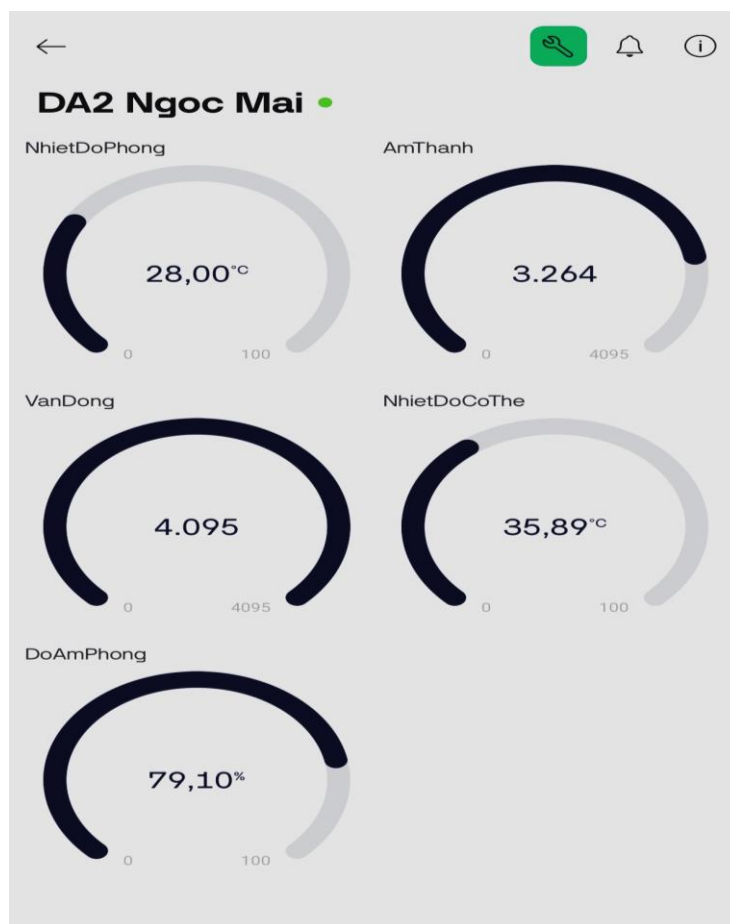 DA2 Ngoc Mai
NhietDoPhong
28,00°C
0 100
AmThanh
3.264
0 4095
VanDong
4.095
0 4095
NhietDoCoThe
35,89°C
0 100
DoAmPhong
79,10%
0 100